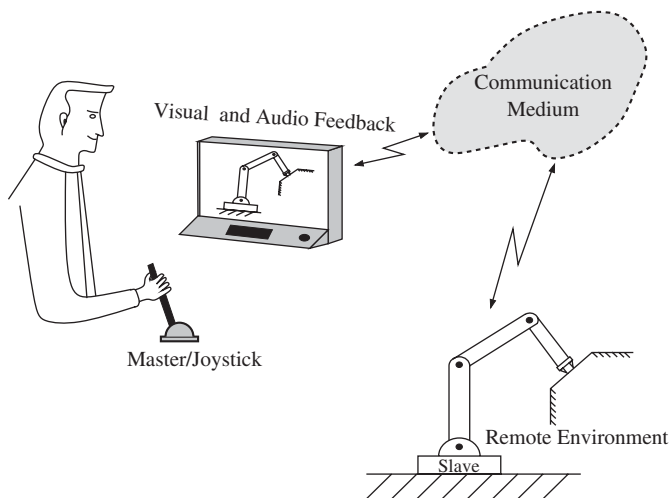 Communication
Medium
Visual and Audio Feedback
Master/Joystick
Remote Environment
Slave